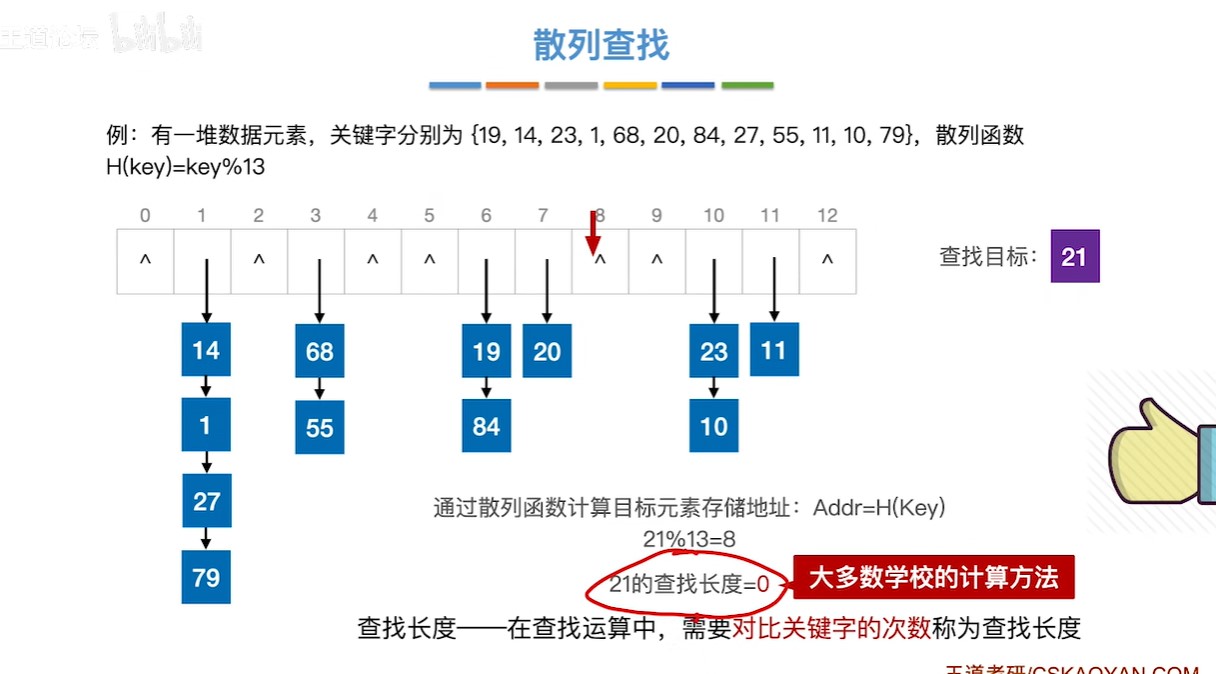 王道论坛 bilibili
散列查找
例：有一堆数据元素，关键字分别为 {19, 14, 23, 1, 68, 20, 84, 27, 55, 11, 10, 79}，散列函数
H(key)=key%13
0 1 2 3 4 5 6 7 8 9 10 11 12
^ ^ ^ ^ ^ ^ ^
查找目标： 21
14 68 19 20 23 11
1 55 84 10
27
79
通过散列函数计算目标元素存储地址：Addr=H(Key)
21%13=8
21的查找长度=0 大多数学校的计算方法
查找长度——在查找运算中，需要对比关键字的次数称为查找长度
王道考研/CSKAOYAN.COM